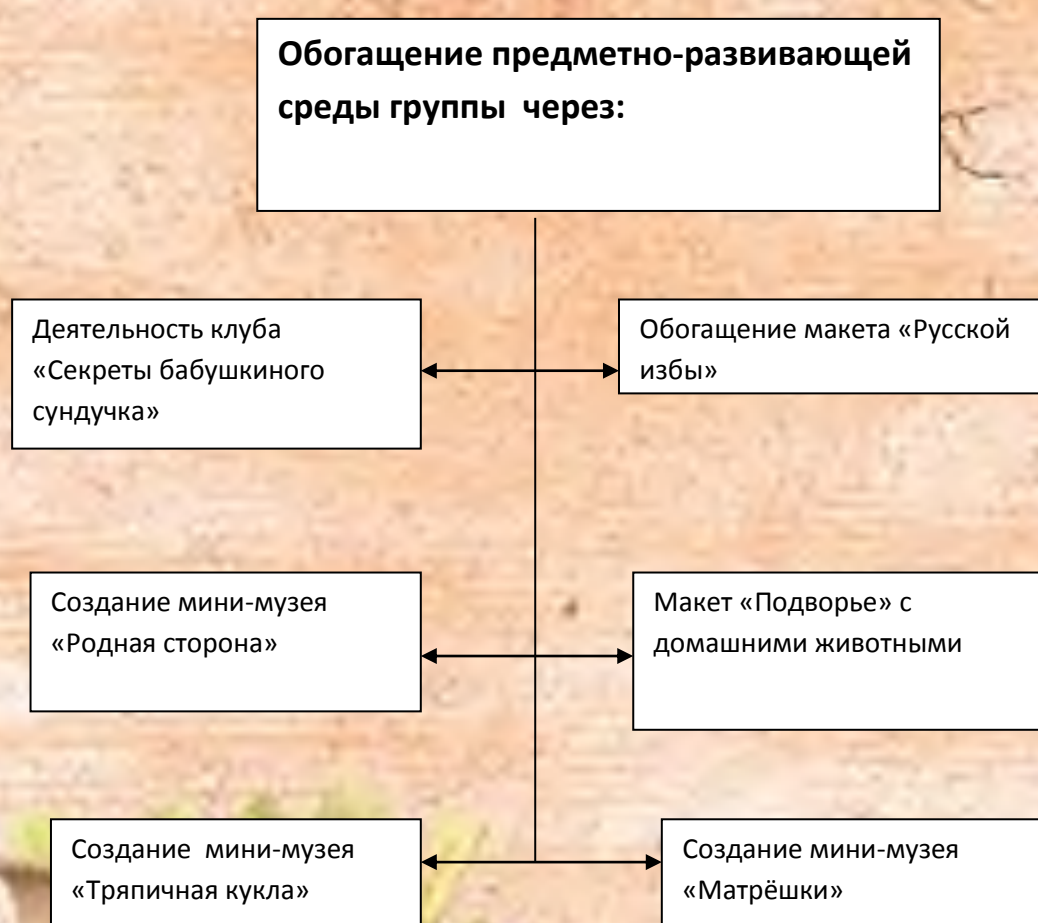 Обогащение предметно-развивающей
среды группы через:
Деятельность клуба
«Секреты бабушкиного
сундучка»
Обогащение макета «Русской
избы»
Создание мини-музея
«Родная сторона»
Макет «Подворье» с
домашними животными
Создание мини-музея
«Тряпичная кукла»
Создание мини-музея
«Матрёшки»